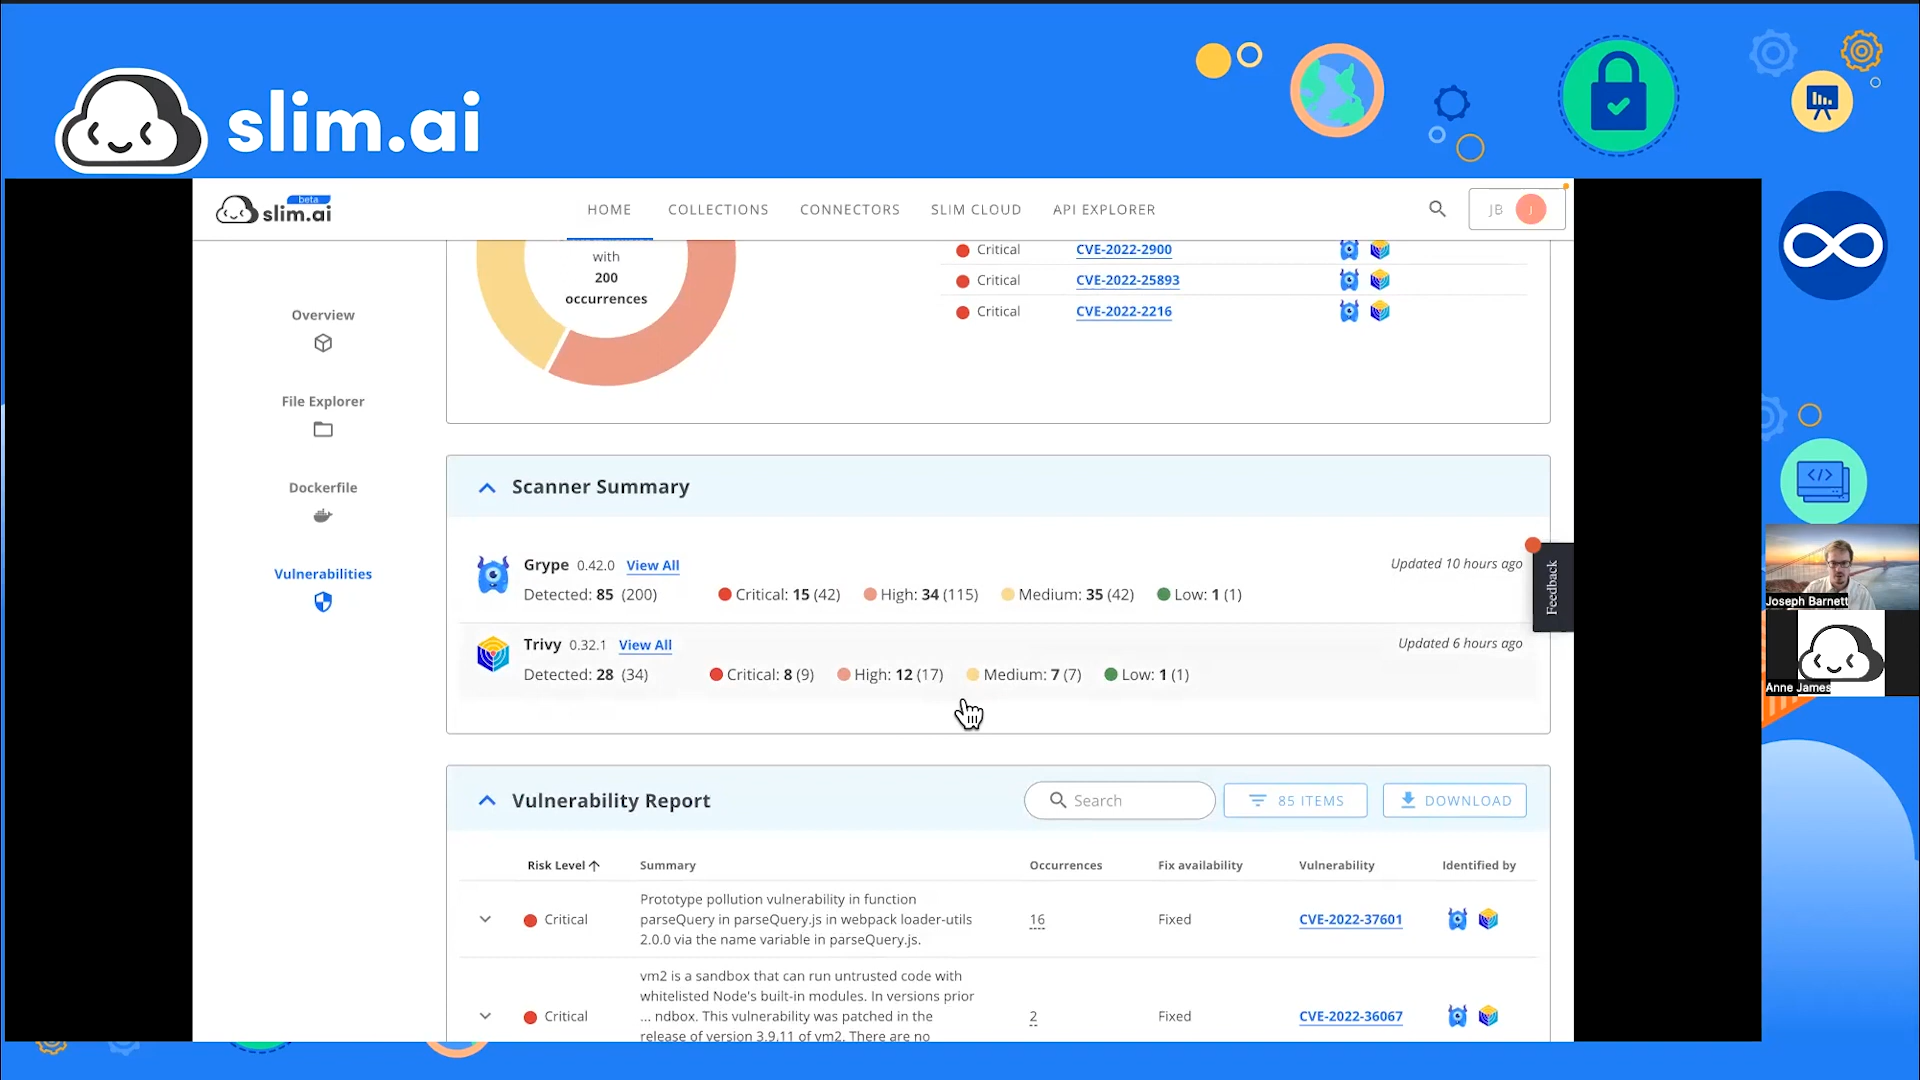 slim.ai
beta
slim.ai
HOME
COLLECTIONS
CONNECTORS
SLIM CLOUD
API EXPLORER
JB
J
with
200
occurrences
Critical CVE-2022-2900
Critical CVE-2022-25893
Critical CVE-2022-2216
Overview
File Explorer
Dockerfile
Vulnerabilities
Scanner Summary
Grype 0.42.0 View All
Updated 10 hours ago
Detected: 85 (200) Critical: 15 (42) High: 34 (115) Medium: 35 (42) Low: 1 (1)
Trivy 0.32.1 View All
Updated 6 hours ago
Detected: 28 (34) Critical: 8 (9) High: 12 (17) Medium: 7 (7) Low: 1 (1)
Feedback
Joseph Barnett
Anne James
Vulnerability Report
Search
85 ITEMS
DOWNLOAD
Risk Level Summary Occurrences Fix availability Vulnerability Identified by
Critical
Prototype pollution vulnerability in function
parseQuery in parseQuery.js in webpack loader-utils
2.0.0 via the name variable in parseQuery.js.
16 Fixed CVE-2022-37601
Critical
vm2 is a sandbox that can run untrusted code with
whitelisted Node's built-in modules. In versions prior
... ndbox. This vulnerability was patched in the
release of version 3.9.11 of vm2. There are no
2 Fixed CVE-2022-36067